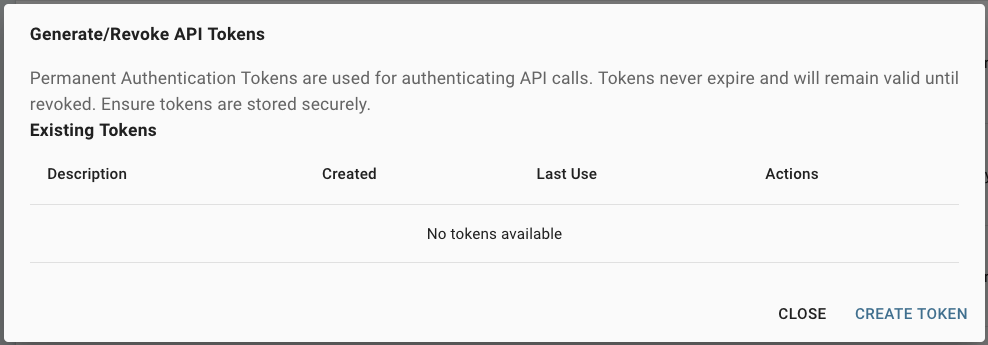 Generate/Revoke API Tokens
Permanent Authentication Tokens are used for authenticating API calls. Tokens never expire and will remain valid until
revoked. Ensure tokens are stored securely.
Existing Tokens
Description Created Last Use Actions
No tokens available
CLOSE CREATE TOKEN